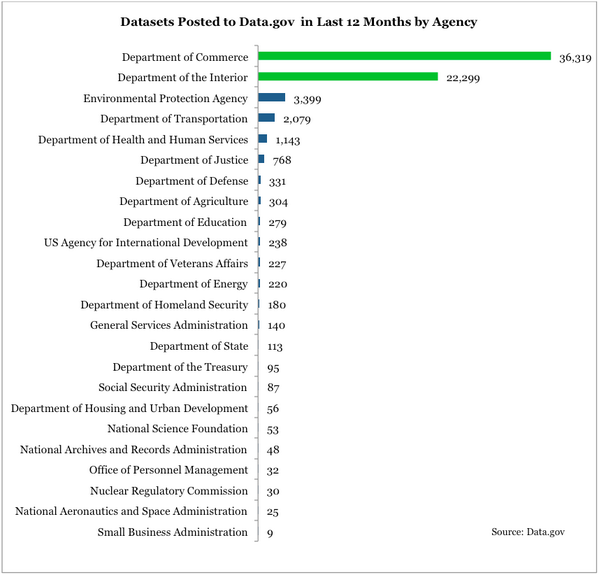 Datasets Posted to Data.gov in Last 12 Months by Agency
Department of Commerce 36,319
Department of the Interior 22,299
Environmental Protection Agency 3,399
Department of Transportation 2,079
Department of Health and Human Services 1,143
Department of Justice 768
Department of Defense 331
Department of Agriculture 304
Department of Education 279
US Agency for International Development 238
Department of Veterans Affairs 227
Department of Energy 220
Department of Homeland Security 180
General Services Administration 140
Department of State 113
Department of the Treasury 95
Social Security Administration 87
Department of Housing and Urban Development 56
National Science Foundation 53
National Archives and Records Administration 48
Office of Personnel Management 32
Nuclear Regulatory Commission 30
National Aeronautics and Space Administration 25
Small Business Administration 9
Source: Data.gov